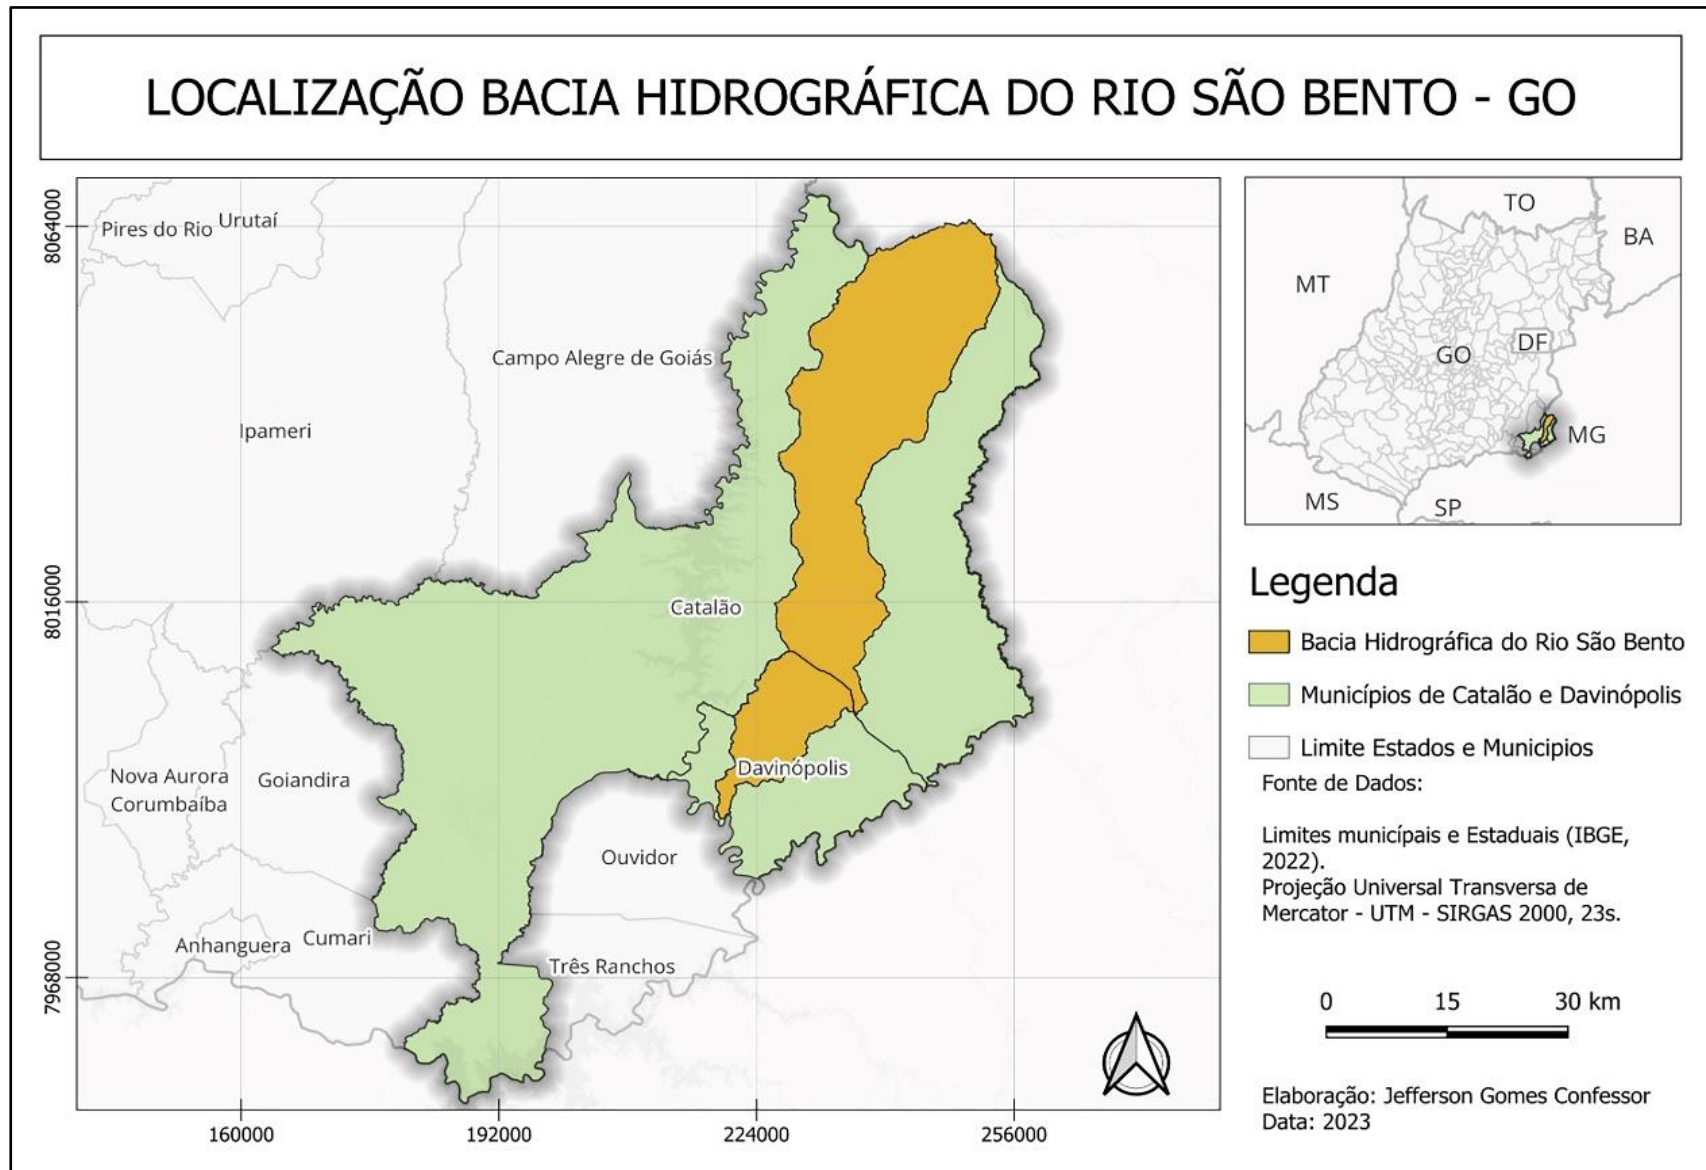 LOCALIZAÇÃO BACIA HIDROGRÁFICA DO RIO SÃO BENTO - GO
8064000
8016000
7968000
160000
192000
224000
256000
Pires do Rio
Urutaí
Campo Alegre de Goiás
Ipameri
Catalão
Davinópolis
Nova Aurora
Corumbaíba
Goiandira
Ouvidor
Anhanguera
Cumari
Três Ranchos
TO
BA
MT
DF
GO
MG
MS
SP
Legenda
Bacia Hidrográfica do Rio São Bento
Municípios de Catalão e Davinópolis
Limite Estados e Municipios
Fonte de Dados:
Limites municípais e Estaduais (IBGE,
2022).
Projeção Universal Transversa de
Mercator - UTM - SIRGAS 2000, 23s.
0 15 30 km
Elaboração: Jefferson Gomes Confessor
Data: 2023